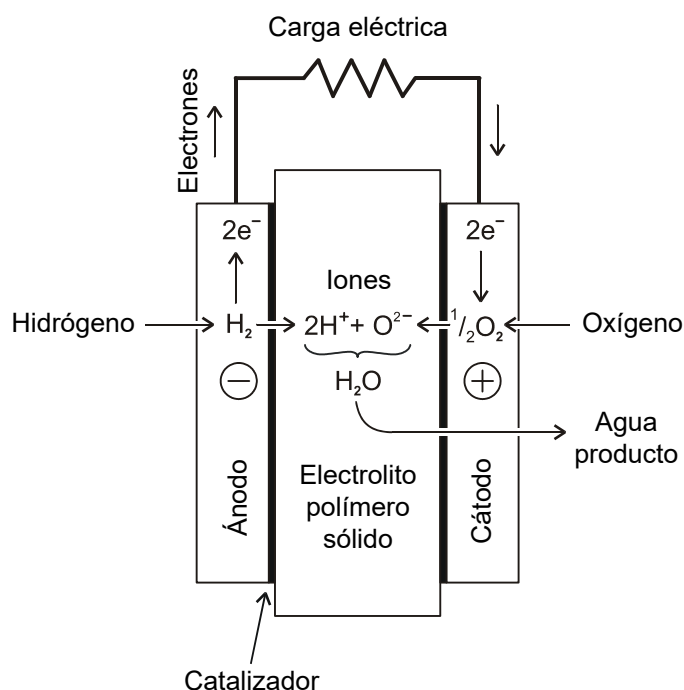 Carga eléctrica
Electrones
2e⁻
2e⁻
Iones
Hidrógeno
H₂
2H⁺ + O²⁻
¹/₂O₂
Oxígeno
−
H₂O
+
Agua
producto
Ánodo
Electrolito
polímero
sólido
Cátodo
Catalizador